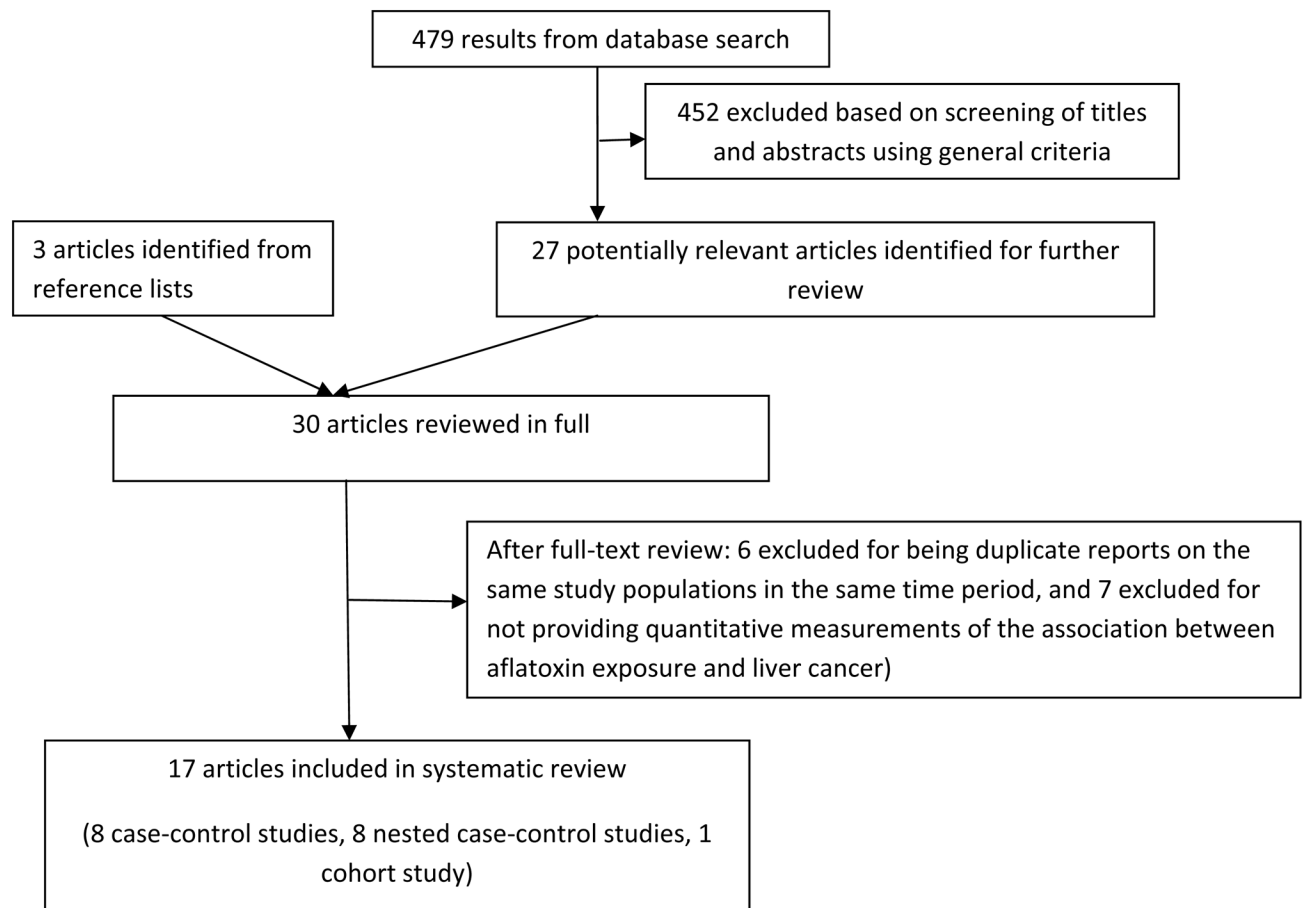 479 results from database search
452 excluded based on screening of titles
and abstracts using general criteria
3 articles identified from
reference lists
27 potentially relevant articles identified for further
review
30 articles reviewed in full
After full-text review: 6 excluded for being duplicate reports on the
same study populations in the same time period, and 7 excluded for
not providing quantitative measurements of the association between
aflatoxin exposure and liver cancer)
17 articles included in systematic review
(8 case-control studies, 8 nested case-control studies, 1
cohort study)